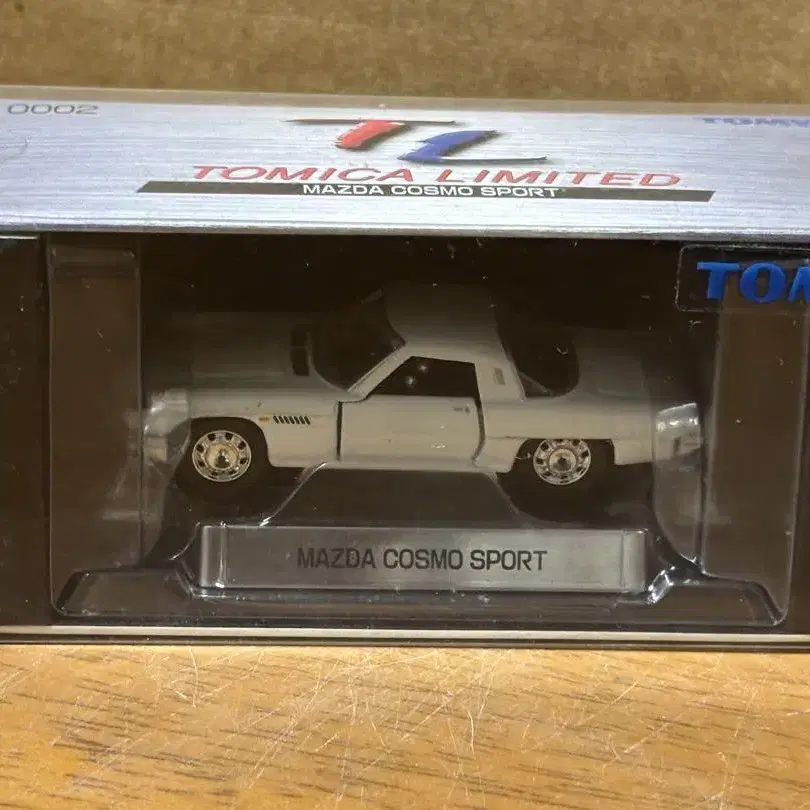 0002
TOMY
TL
TOMICA LIMITED
MAZDA COSMO SPORT
MAZDA COSMO SPORT